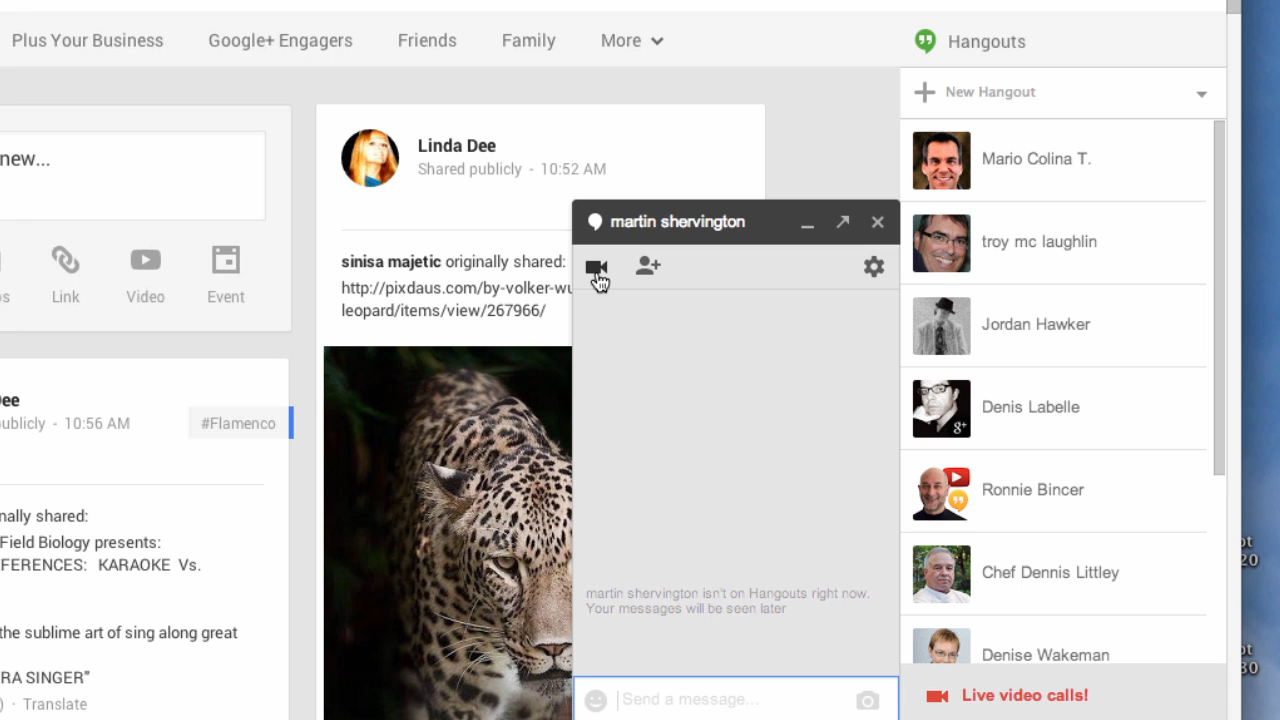 Plus Your Business Google+ Engagers Friends Family More
Hangouts
New Hangout
new...
Link Video Event
Dee
publicly - 10:56 AM
#Flamenco
nally shared:
Field Biology presents:
FERENCES: KARAOKE Vs.
the sublime art of sing along great
RA SINGER"
) · Translate
Linda Dee
Shared publicly - 10:52 AM
sinisa majetic originally shared:
http://pixdaus.com/by-volker-wu
leopard/items/view/267966/
martin shervington
martin shervington isn't on Hangouts right now.
Your messages will be seen later
Send a message...
Mario Colina T.
troy mc laughlin
Jordan Hawker
Denis Labelle
g+
Ronnie Bincer
Chef Dennis Littley
Denise Wakeman
Live video calls!